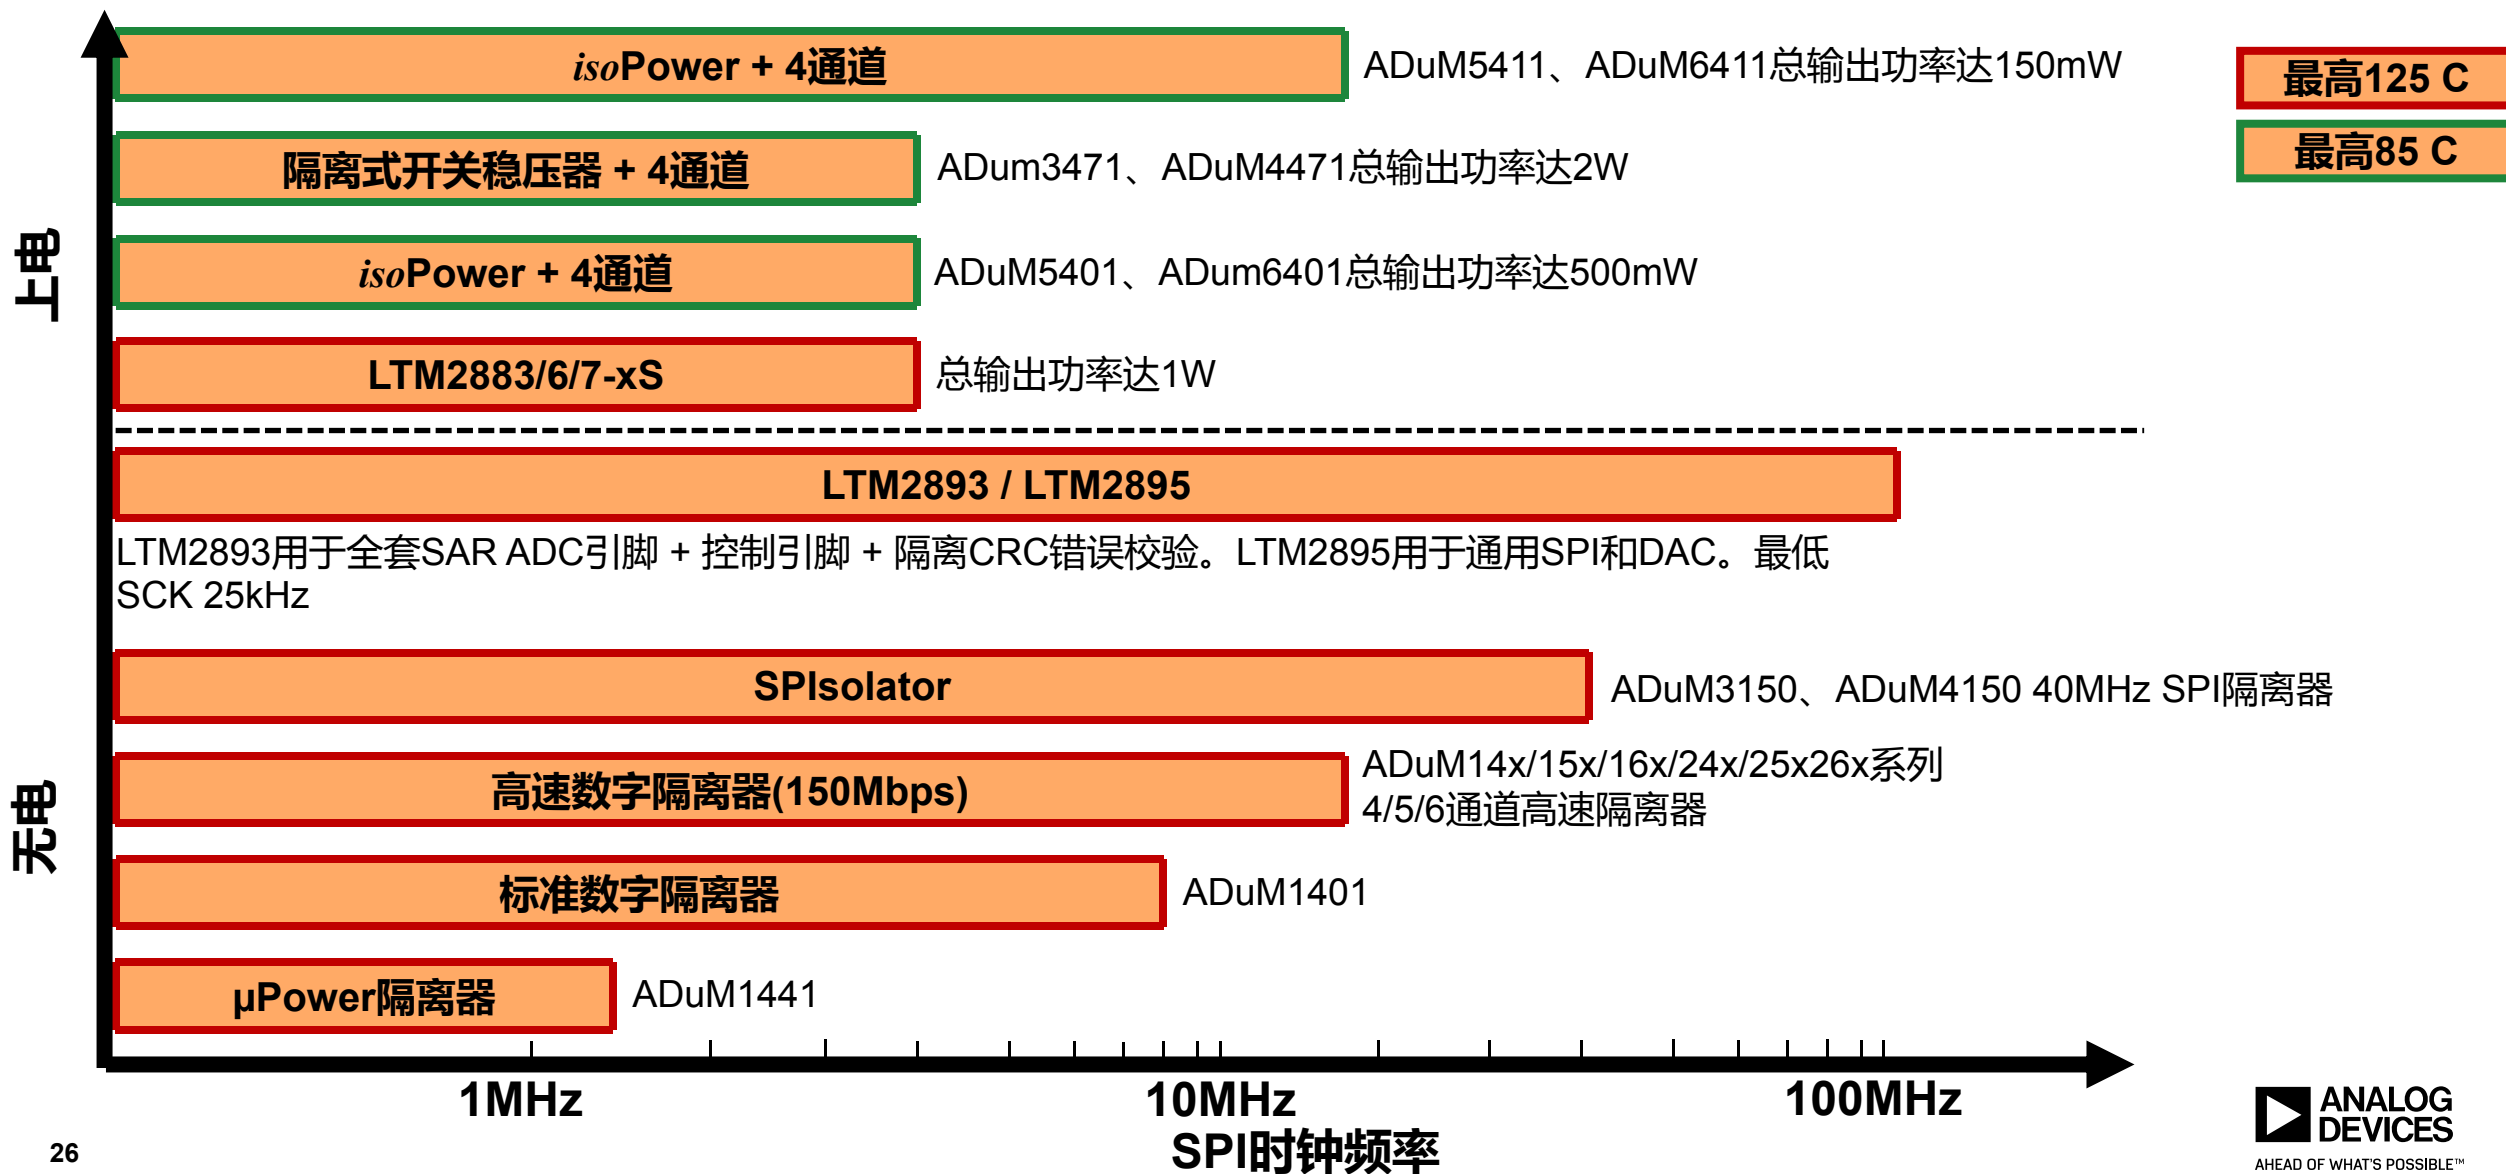 isoPower + 4通道
ADuM5411、ADuM6411总输出功率达150mW
最高125 C
最高85 C
隔离式开关稳压器 + 4通道
ADum3471、ADuM4471总输出功率达2W
上电
isoPower + 4通道
ADuM5401、ADum6401总输出功率达500mW
LTM2883/6/7-xS
总输出功率达1W
LTM2893 / LTM2895
LTM2893用于全套SAR ADC引脚 + 控制引脚 + 隔离CRC错误校验。LTM2895用于通用SPI和DAC。最低
SCK 25kHz
SPIsolator
ADuM3150、ADuM4150 40MHz SPI隔离器
无电
高速数字隔离器(150Mbps)
ADuM14x/15x/16x/24x/25x26x系列
4/5/6通道高速隔离器
标准数字隔离器
ADuM1401
µPower隔离器
ADuM1441
1MHz
10MHz
100MHz
SPI时钟频率
26
ANALOG
DEVICES
AHEAD OF WHAT'S POSSIBLE™